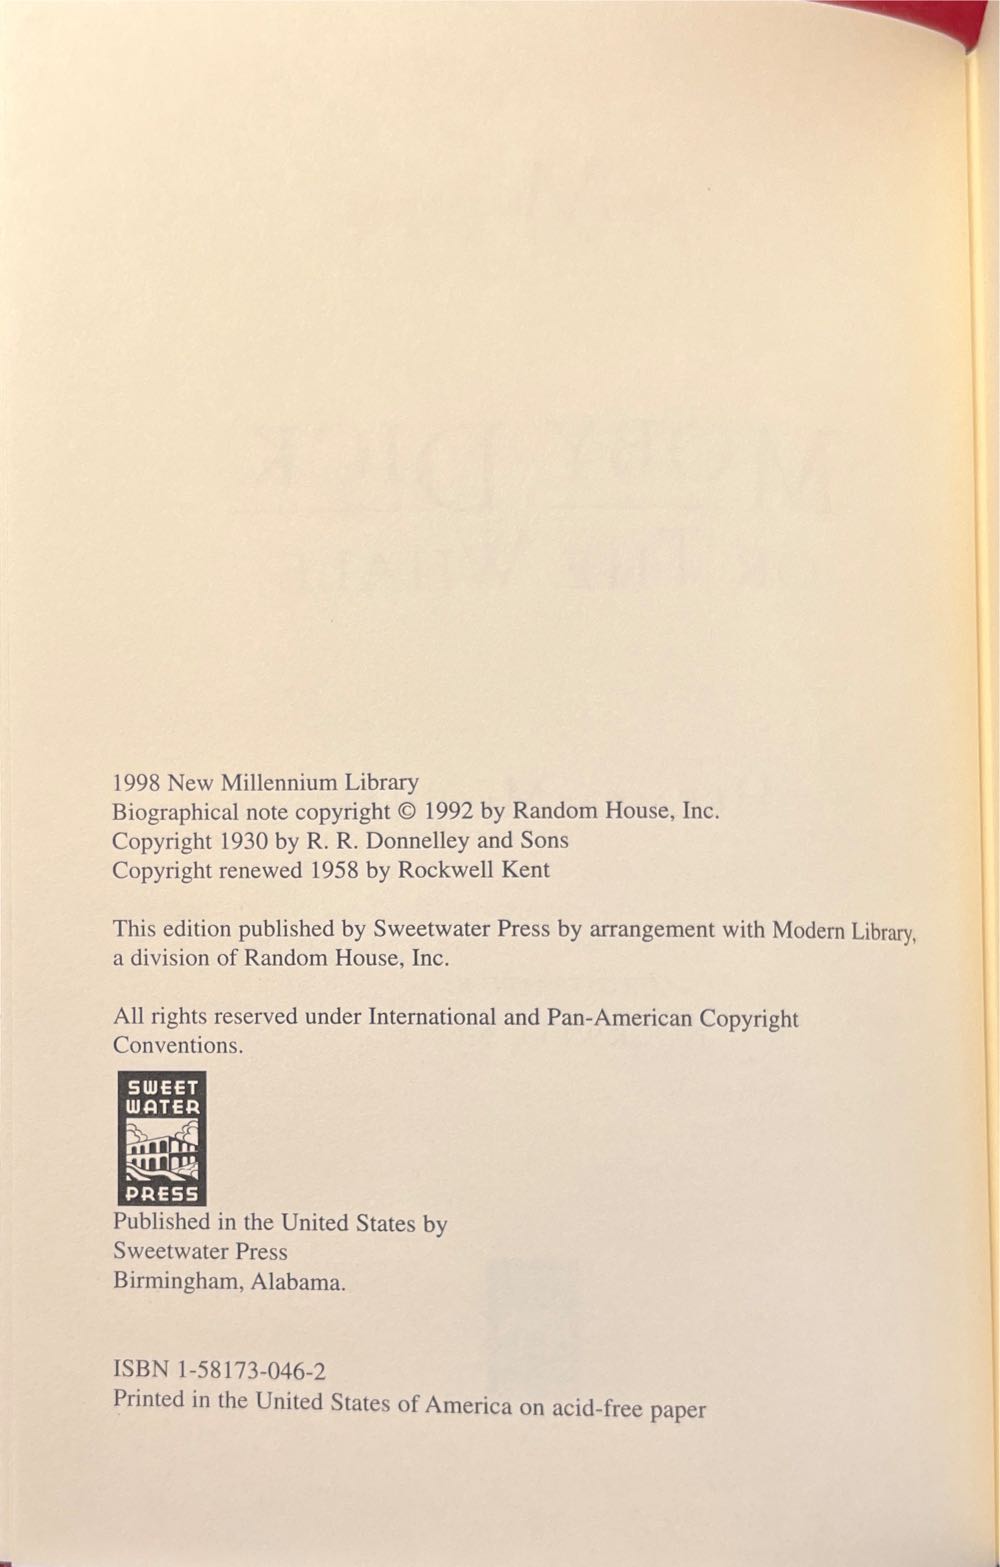 MOBY DICK
THE WHALE
1998 New Millennium Library
Biographical note copyright © 1992 by Random House, Inc.
Copyright 1930 by R. R. Donnelley and Sons
Copyright renewed 1958 by Rockwell Kent
This edition published by Sweetwater Press by arrangement with Modern Library,
a division of Random House, Inc.
All rights reserved under International and Pan-American Copyright
Conventions.
SWEET
WATER
PRESS
Published in the United States by
Sweetwater Press
Birmingham, Alabama.
ISBN 1-58173-046-2
Printed in the United States of America on acid-free paper